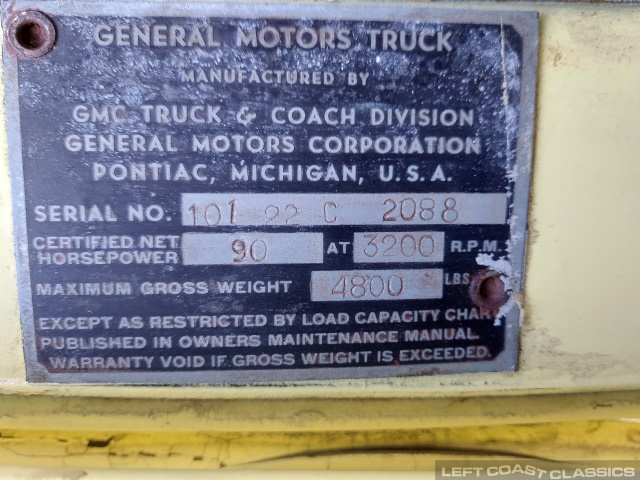 GENERAL MOTORS TRUCK
MANUFACTURED BY
GMC TRUCK & COACH DIVISION
GENERAL MOTORS CORPORATION
PONTIAC, MICHIGAN, U.S.A.
SERIAL NO. 101 22 C 2088
CERTIFIED NET HORSEPOWER 90 AT 3200 R.P.M.
MAXIMUM GROSS WEIGHT 4800 LBS
EXCEPT AS RESTRICTED BY LOAD CAPACITY CHART
PUBLISHED IN OWNERS MAINTENANCE MANUAL
WARRANTY VOID IF GROSS WEIGHT IS EXCEEDED.
LEFT COAST CLASSICS